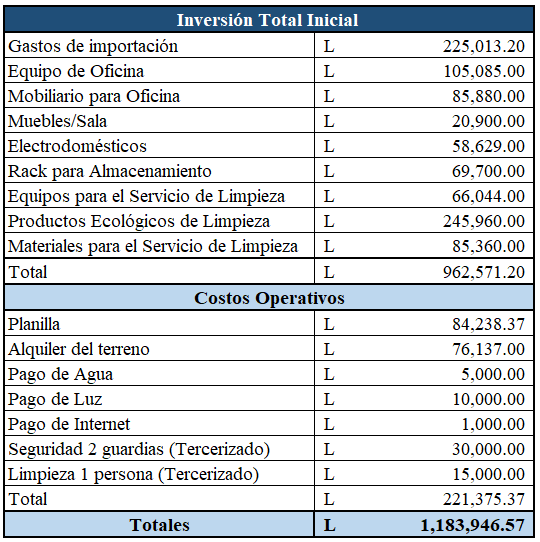 Inversión Total Inicial
Gastos de importación L 225,013.20
Equipo de Oficina L 105,085.00
Mobiliario para Oficina L 85,880.00
Muebles/Sala L 20,900.00
Electrodomésticos L 58,629.00
Rack para Almacenamiento L 69,700.00
Equipos para el Servicio de Limpieza L 66,044.00
Productos Ecológicos de Limpieza L 245,960.00
Materiales para el Servicio de Limpieza L 85,360.00
Total L 962,571.20
Costos Operativos
Planilla L 84,238.37
Alquiler del terreno L 76,137.00
Pago de Agua L 5,000.00
Pago de Luz L 10,000.00
Pago de Internet L 1,000.00
Seguridad 2 guardias (Tercerizado) L 30,000.00
Limpieza 1 persona (Tercerizado) L 15,000.00
Total L 221,375.37
Totales L 1,183,946.57